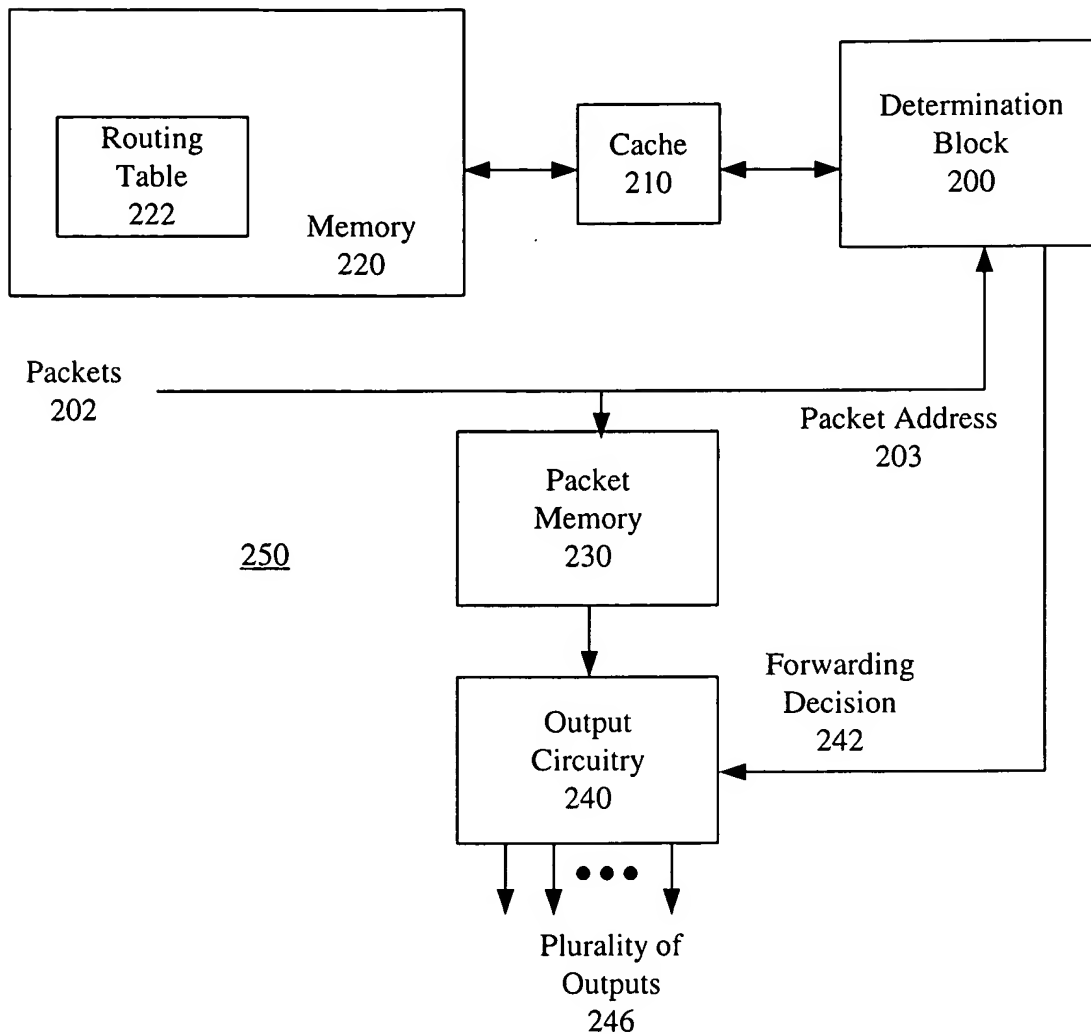 Routing
Table
222
Memory
220
Cache
210
Determination
Block
200
Packets
202
Packet Address
203
Packet
Memory
230
250
Forwarding
Decision
242
Output
Circuitry
240
Plurality of
Outputs
246